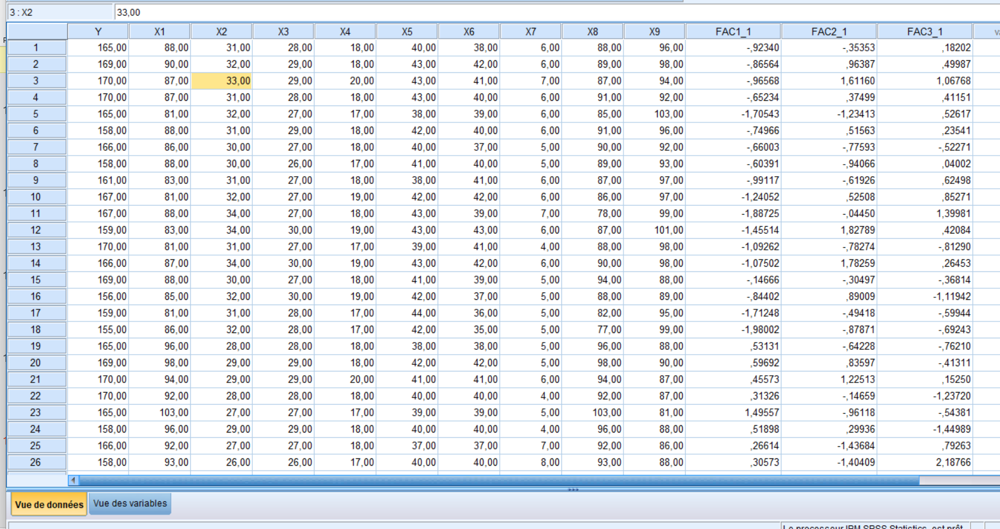 3 : X2 33,00
Y X1 X2 X3 X4 X5 X6 X7 X8 X9 FAC1_1 FAC2_1 FAC3_1
1 165,00 88,00 31,00 28,00 18,00 40,00 38,00 6,00 88,00 96,00 -,92340 -,35353 ,18202
2 169,00 90,00 32,00 29,00 18,00 43,00 42,00 6,00 89,00 98,00 -,86564 ,96387 ,49987
3 170,00 87,00 33,00 29,00 20,00 43,00 41,00 7,00 87,00 94,00 -,96568 1,61160 1,06768
4 170,00 87,00 31,00 28,00 18,00 43,00 40,00 6,00 91,00 92,00 -,65234 ,37499 ,41151
5 165,00 81,00 32,00 27,00 17,00 38,00 39,00 6,00 85,00 103,00 -1,70543 -1,23413 ,52617
6 158,00 88,00 31,00 29,00 18,00 42,00 40,00 6,00 91,00 96,00 -,74966 ,51563 ,23541
7 166,00 86,00 30,00 27,00 18,00 40,00 37,00 5,00 90,00 92,00 -,66003 -,77593 -,52271
8 158,00 88,00 30,00 26,00 17,00 41,00 40,00 5,00 89,00 93,00 -,60391 -,94066 ,04002
9 161,00 83,00 31,00 27,00 18,00 38,00 41,00 6,00 87,00 97,00 -,99117 -,61926 ,62498
10 167,00 81,00 32,00 27,00 19,00 42,00 42,00 6,00 86,00 97,00 -1,24052 ,52508 ,85271
11 167,00 88,00 34,00 27,00 18,00 43,00 39,00 7,00 78,00 99,00 -1,88725 -,04450 1,39981
12 159,00 83,00 34,00 30,00 19,00 43,00 43,00 6,00 87,00 101,00 -1,45514 1,82789 ,42084
13 170,00 81,00 31,00 27,00 17,00 39,00 41,00 4,00 88,00 98,00 -1,09262 -,78274 -,81290
14 166,00 87,00 34,00 30,00 19,00 43,00 42,00 6,00 90,00 98,00 -1,07502 1,78259 ,26453
15 169,00 88,00 30,00 27,00 18,00 41,00 39,00 5,00 94,00 88,00 -,14666 -,30497 -,36814
16 156,00 85,00 32,00 30,00 19,00 42,00 37,00 5,00 88,00 89,00 -,84402 ,89009 -1,11942
17 159,00 81,00 31,00 28,00 17,00 44,00 36,00 5,00 82,00 95,00 -1,71248 -,49418 -,59944
18 155,00 86,00 32,00 28,00 17,00 42,00 35,00 5,00 77,00 99,00 -1,98002 -,87871 -,69243
19 165,00 96,00 28,00 28,00 18,00 38,00 38,00 5,00 96,00 88,00 ,53131 -,64228 -,76210
20 169,00 98,00 29,00 29,00 18,00 42,00 42,00 5,00 98,00 90,00 ,59692 ,83597 -,41311
21 170,00 94,00 29,00 29,00 20,00 41,00 41,00 6,00 94,00 87,00 ,45573 1,22513 ,15250
22 170,00 92,00 28,00 28,00 18,00 40,00 40,00 4,00 92,00 87,00 ,31326 -,14659 -1,23720
23 165,00 103,00 27,00 27,00 17,00 39,00 39,00 5,00 103,00 81,00 1,49557 -,96118 -,54381
24 158,00 96,00 29,00 29,00 18,00 40,00 40,00 4,00 96,00 88,00 ,51898 ,29936 -1,44989
25 166,00 92,00 27,00 27,00 18,00 37,00 37,00 7,00 92,00 86,00 ,26614 -1,43684 ,79263
26 158,00 93,00 26,00 26,00 17,00 40,00 40,00 8,00 93,00 88,00 ,30573 -1,40409 2,18766
Vue de données Vue des variables
Le processeur IBM SPSS Statistics est prêt